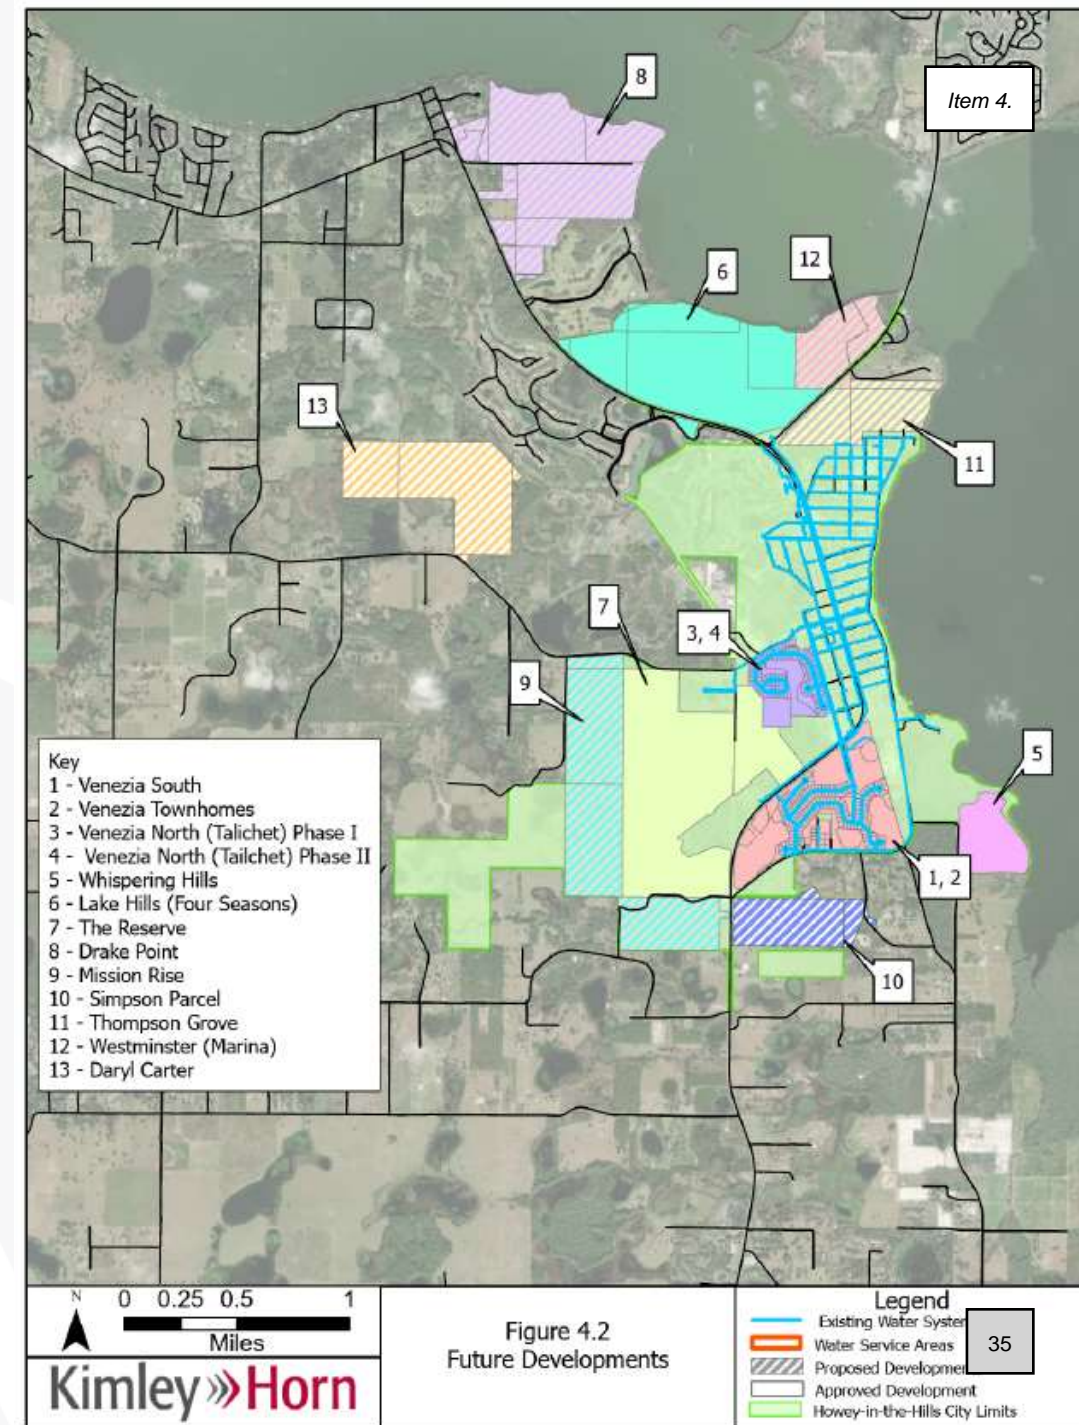 8
Item 4.
6
12
13
11
7
3, 4
9
5
Key
1 - Venezia South
2 - Venezia Townhomes
3 - Venezia North (Talichet) Phase I
4 - Venezia North (Tailchet) Phase II
5 - Whispering Hills
6 - Lake Hills (Four Seasons)
7 - The Reserve
8 - Drake Point
9 - Mission Rise
10 - Simpson Parcel
11 - Thompson Grove
12 - Westminster (Marina)
13 - Daryl Carter
1, 2
10
N
0 0.25 0.5 1
Miles
Kimley»Horn
Figure 4.2
Future Developments
Legend
Existing Water System
Water Service Areas
35
Proposed Developmen
Approved Development
Howey-in-the-Hills City Limits